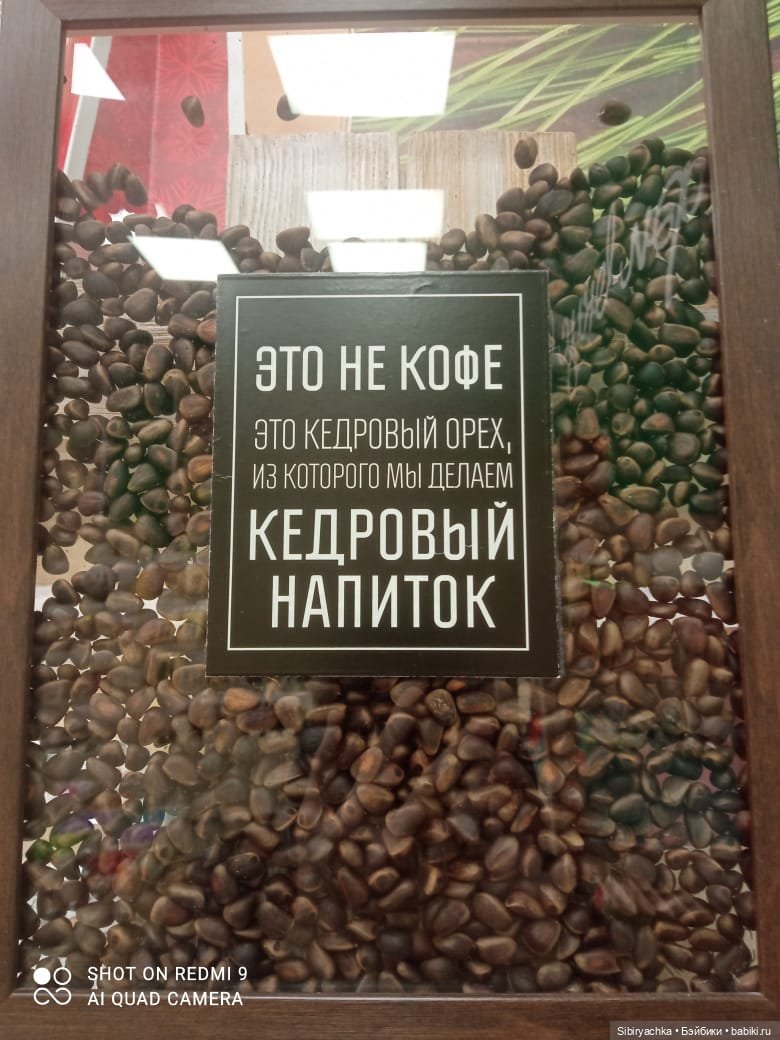 ЭТО НЕ КОФЕ
ЭТО КЕДРОВЫЙ ОРЕХ,
ИЗ КОТОРОГО МЫ ДЕЛАЕМ
КЕДРОВЫЙ
НАПИТОК
SHOT ON REDMI 9
AI QUAD CAMERA
Sibiryachka • Бэйбики • babiki.ru